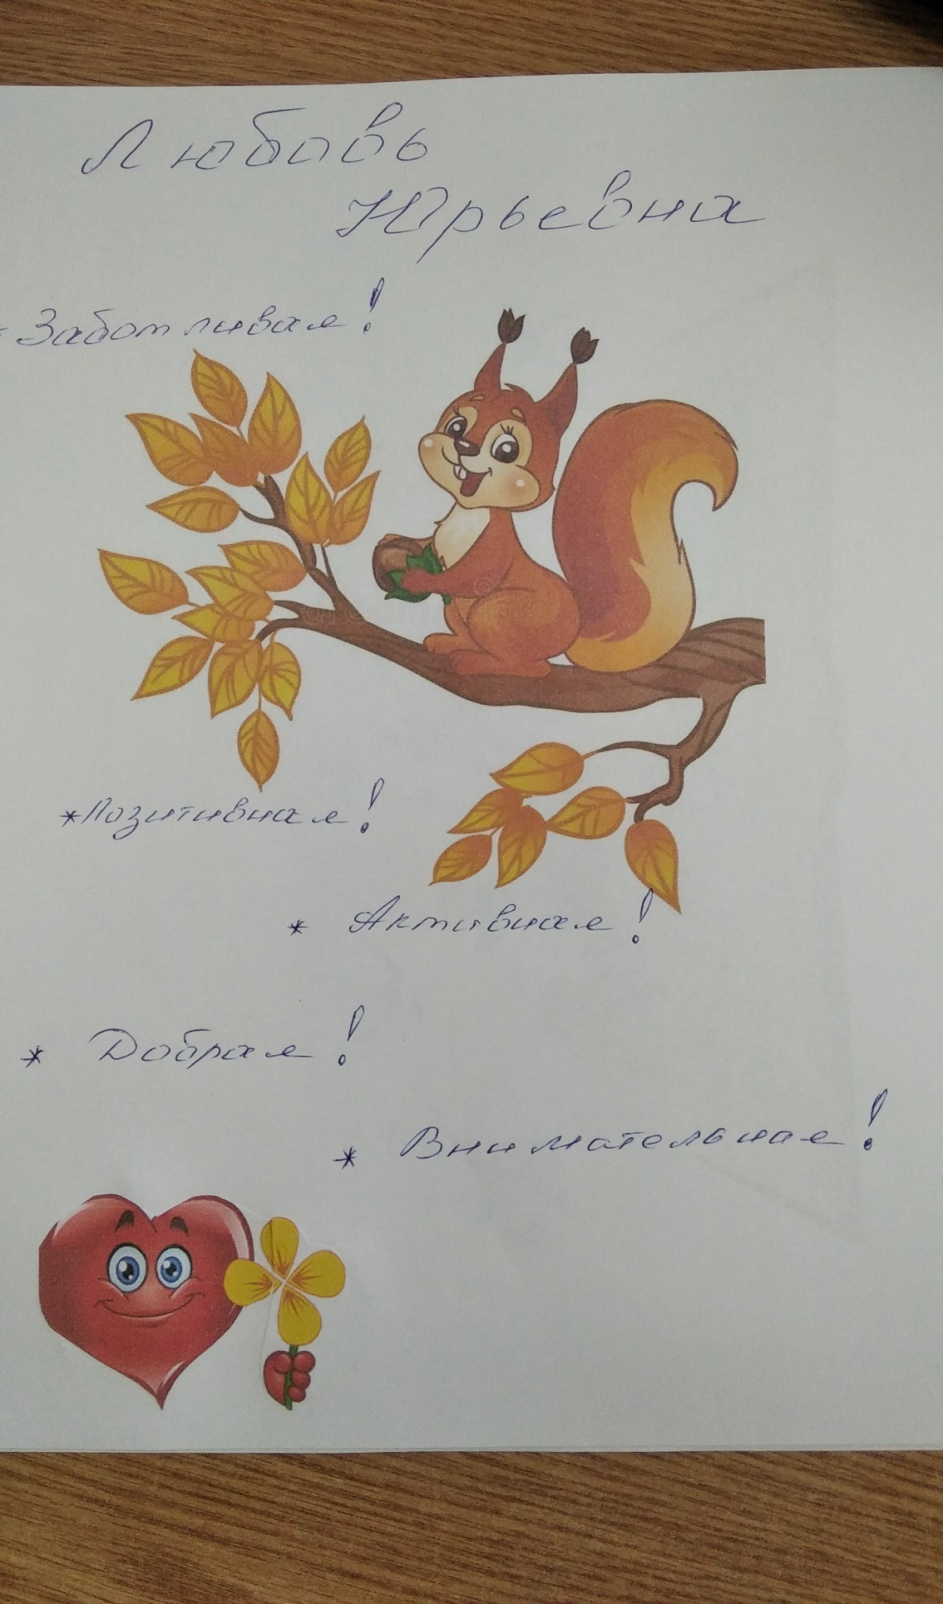 Любовь
Юрьевна
* Заботливая!
* Позитивная!
* Активная!
* Добрая!
* Внимательная!